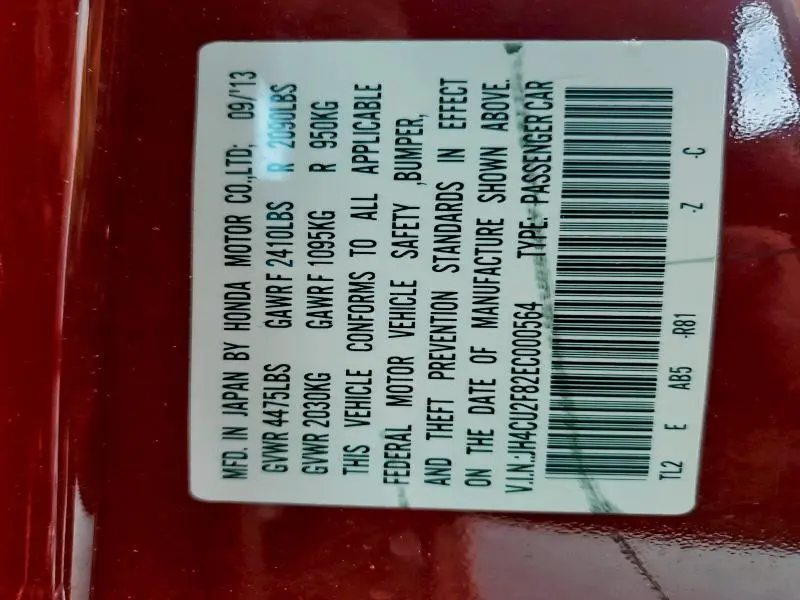 MFD. IN JAPAN BY HONDA MOTOR CO.,LTD; 09/'13
GVWR 4475LBS GAWR F 2410LBS R 2090LBS
GVWR 2030KG GAWR F 1095KG R 950KG
THIS VEHICLE CONFORMS TO ALL APPLICABLE
FEDERAL MOTOR VEHICLE SAFETY ,BUMPER,
AND THEFT PREVENTION STANDARDS IN EFFECT
ON THE DATE OF MANUFACTURE SHOWN ABOVE.
V.I.N.:JH4CU2F82EC000564 TYPE: PASSENGER CAR
TL2 E AB5 -R81 -Z -C